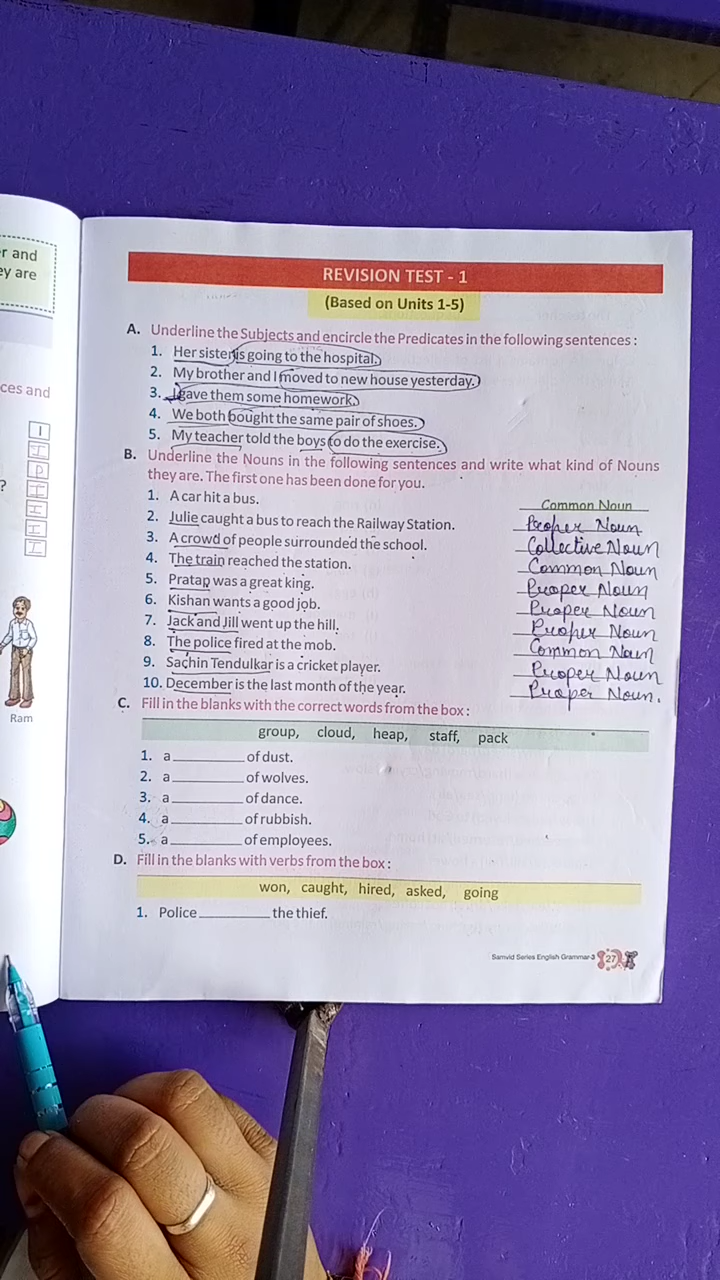 r and
ey are
ces and
?
Ram
REVISION TEST - 1
(Based on Units 1-5)
A. Underline the Subjects and encircle the Predicates in the following sentences :
1. Her sister is going to the hospital.
2. My brother and I moved to new house yesterday.
3. I gave them some homework.
4. We both bought the same pair of shoes.
5. My teacher told the boys to do the exercise.
B. Underline the Nouns in the following sentences and write what kind of Nouns
they are. The first one has been done for you.
1. A car hit a bus. Common Noun
2. Julie caught a bus to reach the Railway Station. Proper Noun
3. A crowd of people surrounded the school. Collective Noun
4. The train reached the station. Common Noun
5. Pratap was a great king. Proper Noun
6. Kishan wants a good job. Proper Noun
7. Jack and Jill went up the hill. Proper Noun
8. The police fired at the mob. Common Noun
9. Sachin Tendulkar is a cricket player. Proper Noun
10. December is the last month of the year. Proper Noun.
C. Fill in the blanks with the correct words from the box :
group, cloud, heap, staff, pack
1. a ________ of dust.
2. a ________ of wolves.
3. a ________ of dance.
4. a ________ of rubbish.
5. a ________ of employees.
D. Fill in the blanks with verbs from the box :
won, caught, hired, asked, going
1. Police ________ the thief.
Samvid Series English Grammar-3 27